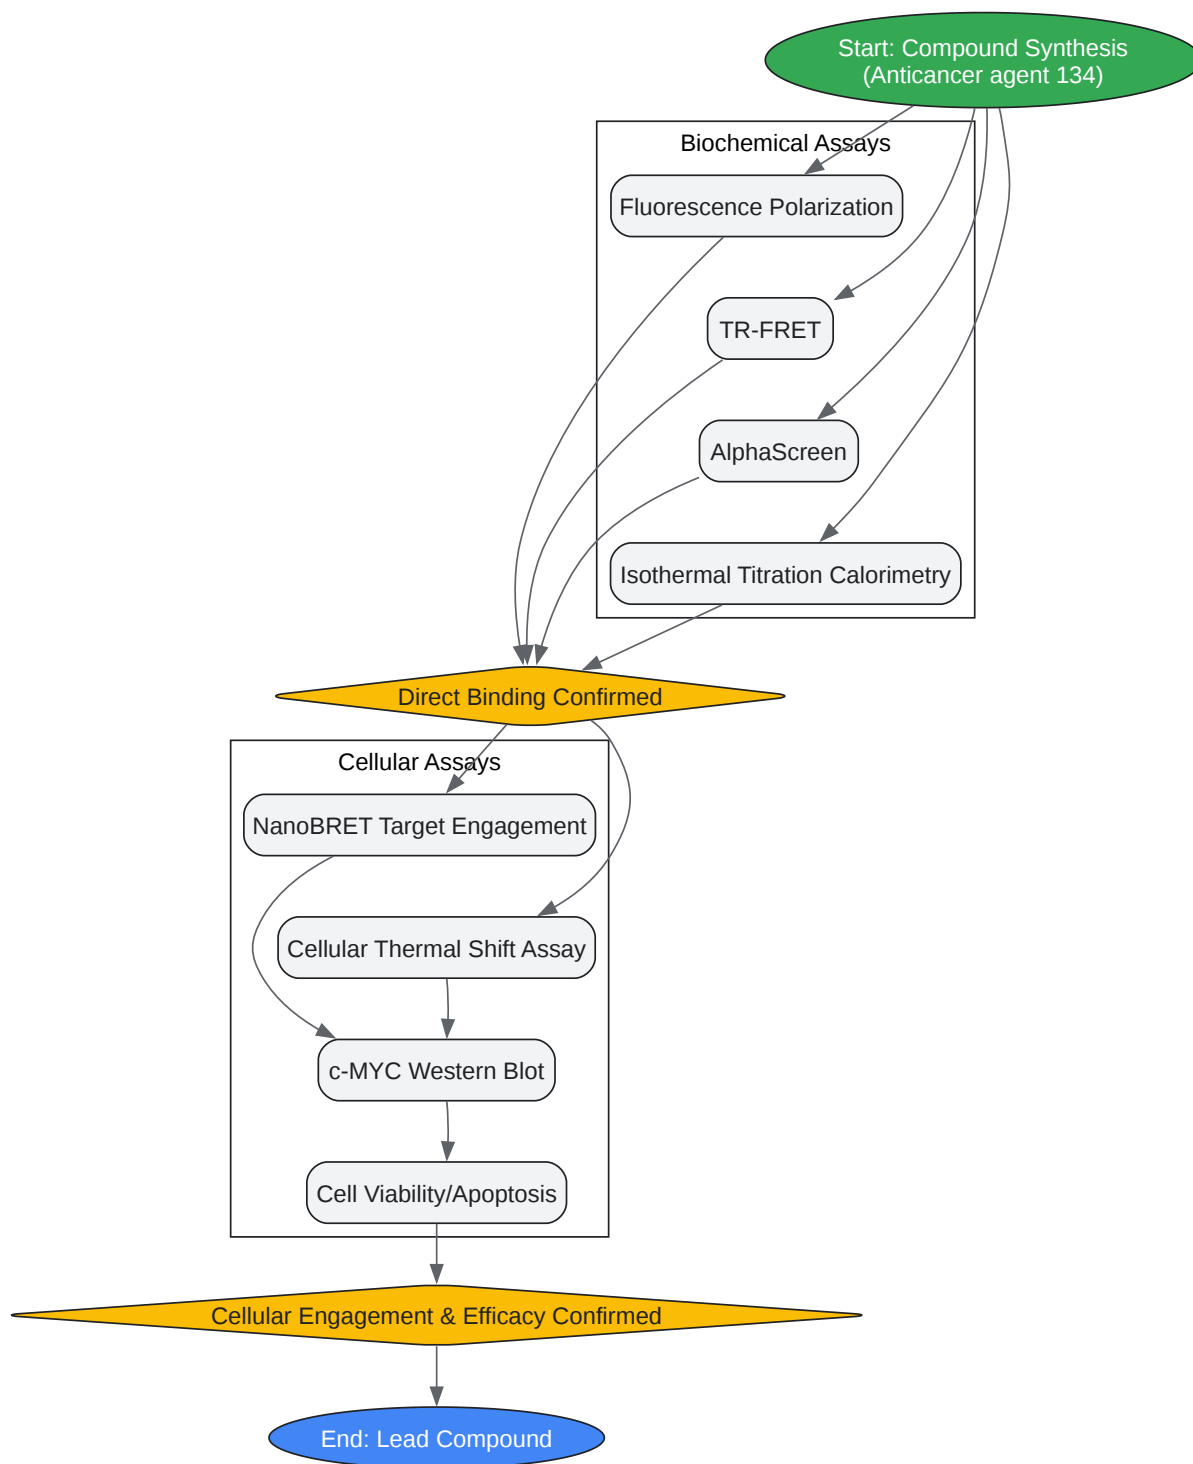 Start: Compound Synthesis
(Anticancer agent 134)
Biochemical Assays
Fluorescence Polarization
TR-FRET
AlphaScreen
Isothermal Titration Calorimetry
Direct Binding Confirmed
Cellular Assays
NanoBRET Target Engagement
Cellular Thermal Shift Assay
c-MYC Western Blot
Cell Viability/Apoptosis
Cellular Engagement & Efficacy Confirmed
End: Lead Compound